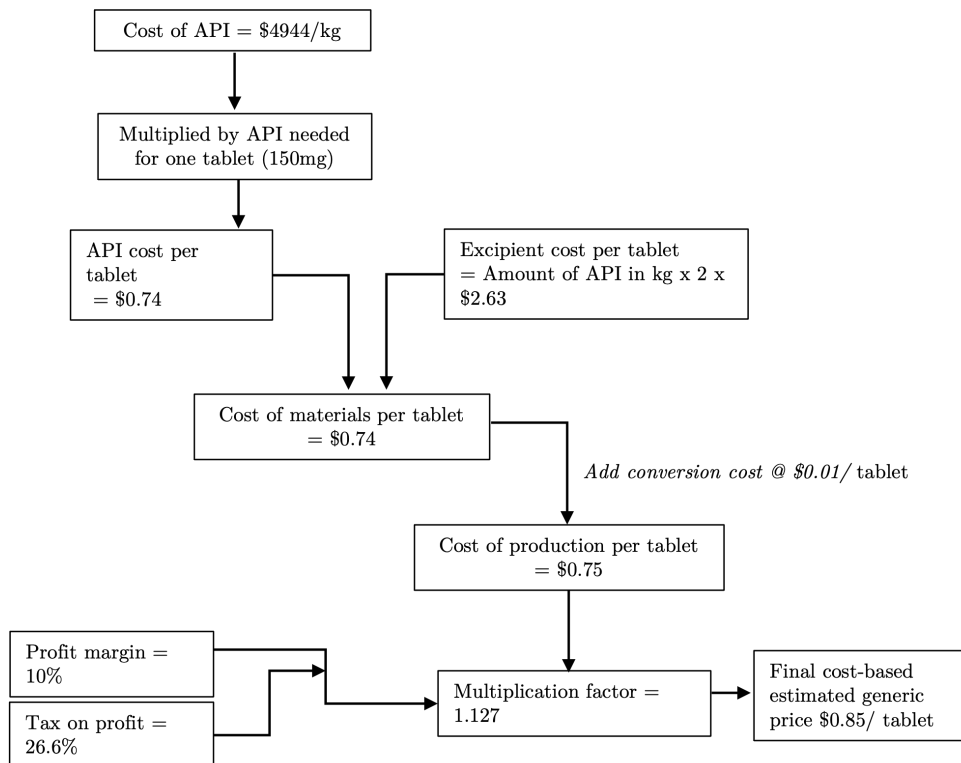 Cost of API = $4944/kg
Multiplied by API needed
for one tablet (150mg)
API cost per
tablet
= $0.74
Excipient cost per tablet
= Amount of API in kg x 2 x
$2.63
Cost of materials per tablet
= $0.74
Add conversion cost @ $0.01/ tablet
Cost of production per tablet
= $0.75
Profit margin =
10%
Tax on profit =
26.6%
Multiplication factor =
1.127
Final cost-based
estimated generic
price $0.85/ tablet